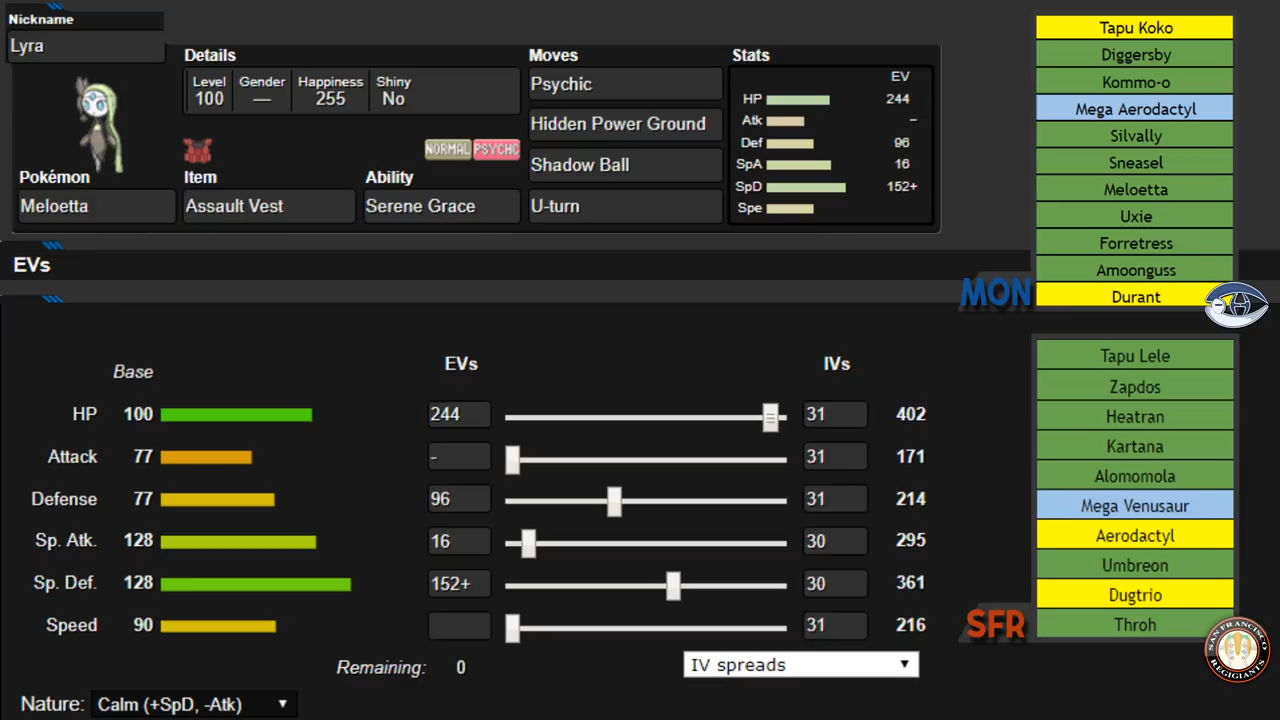 Nickname
Lyra
Details
Level Gender Happiness Shiny
100 — 255 No
NORMAL PSYCHC
Pokémon Item Ability
Meloetta Assault Vest Serene Grace
Moves
Psychic
Hidden Power Ground
Shadow Ball
U-turn
Stats
EV
HP 244
Atk –
Def 96
SpA 16
SpD 152+
Spe
EVs
Base EVs IVs
HP 100 244 31 402
Attack 77 - 31 171
Defense 77 96 31 214
Sp. Atk. 128 16 30 295
Sp. Def. 128 152+ 30 361
Speed 90 31 216
Remaining: 0
IV spreads
Nature: Calm (+SpD, -Atk)
Tapu Koko
Diggersby
Kommo-o
Mega Aerodactyl
Silvally
Sneasel
Meloetta
Uxie
Forretress
Amoonguss
Durant
MON
Tapu Lele
Zapdos
Heatran
Kartana
Alomomola
Mega Venusaur
Aerodactyl
Umbreon
Dugtrio
Throh
SFR
SAN FRANCISCO
REGIGIANTS